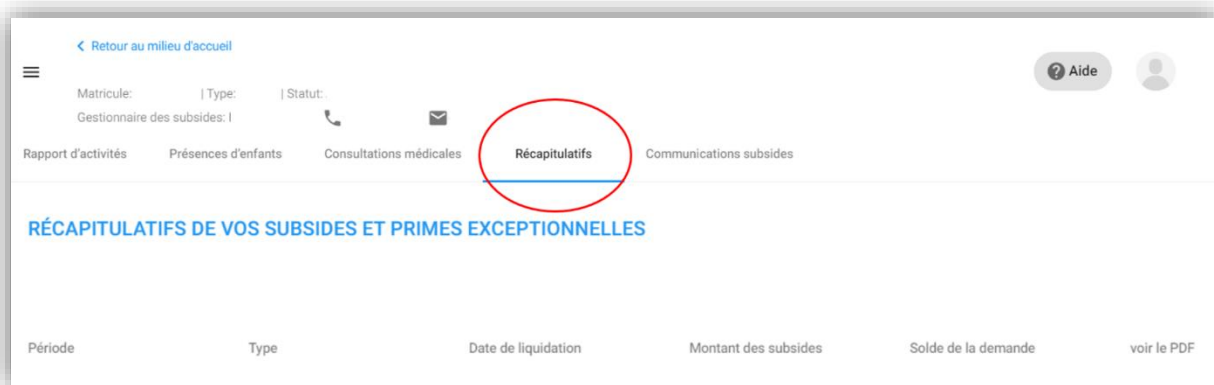 Retour au milieu d'accueil
Aide
Matricule: | Type: | Statut:
Gestionnaire des subsides: l
Rapport d'activités Présences d'enfants Consultations médicales Récapitulatifs Communications subsides
RÉCAPITULATIFS DE VOS SUBSIDES ET PRIMES EXCEPTIONNELLES
Période Type Date de liquidation Montant des subsides Solde de la demande voir le PDF